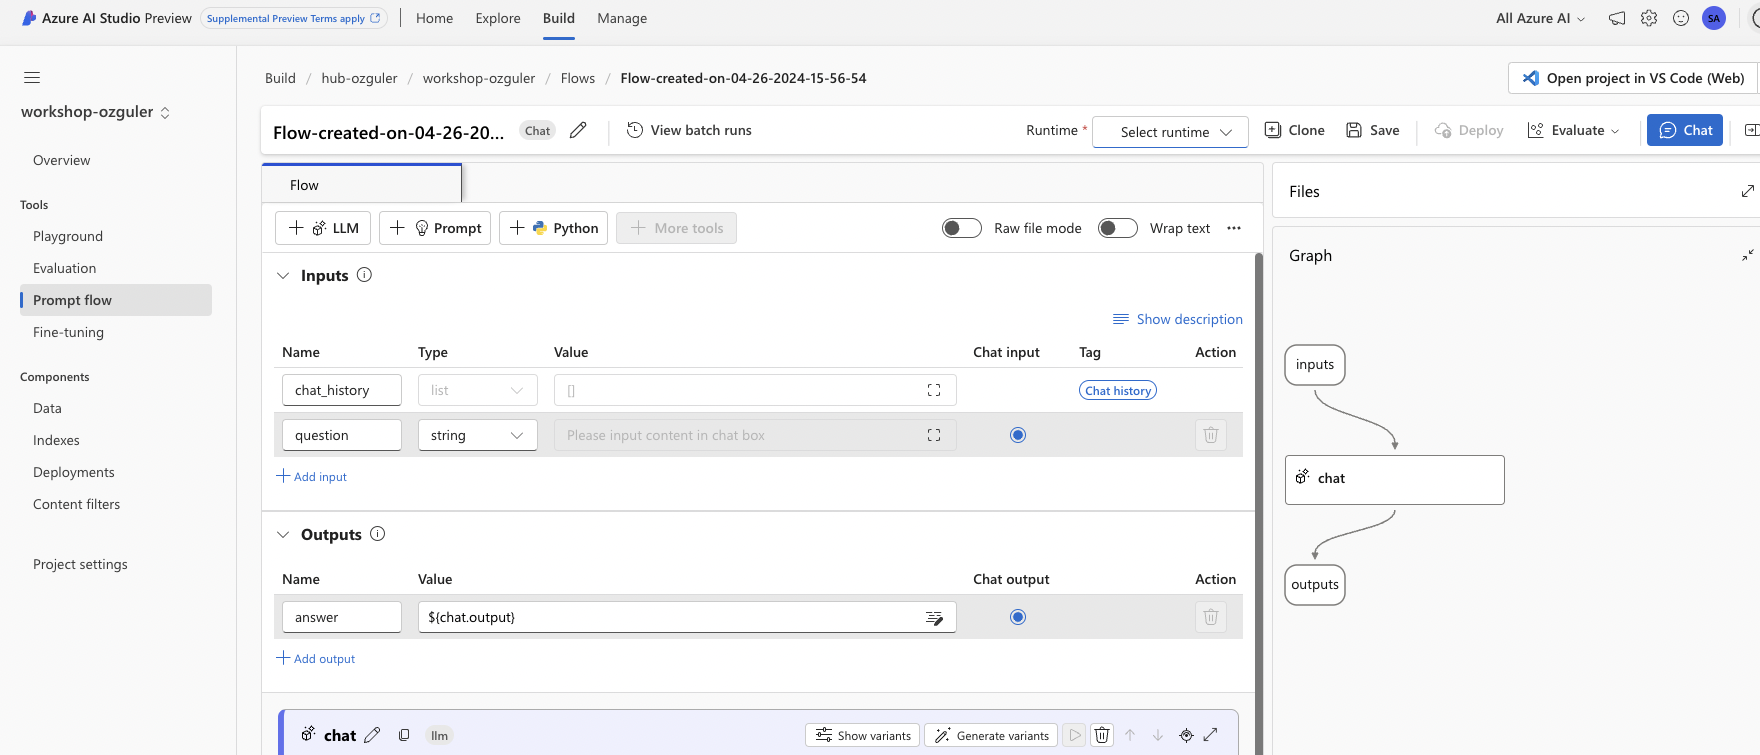 Azure AI Studio Preview Supplemental Preview Terms apply Home Explore Build Manage All Azure AI SA
Build / hub-ozguler / workshop-ozguler / Flows / Flow-created-on-04-26-2024-15-56-54 Open project in VS Code (Web)
workshop-ozguler
Overview
Tools
Playground
Evaluation
Prompt flow
Fine-tuning
Components
Data
Indexes
Deployments
Content filters
Project settings
Flow-created-on-04-26-20... Chat View batch runs Runtime * Select runtime Clone Save Deploy Evaluate Chat
Flow
LLM Prompt Python More tools Raw file mode Wrap text
Inputs
Show description
Name Type Value Chat input Tag Action
chat_history list [] Chat history
question string Please input content in chat box
Add input
Outputs
Name Value Chat output Action
answer ${chat.output}
Add output
chat llm Show variants Generate variants
Files
Graph
inputs
chat
outputs